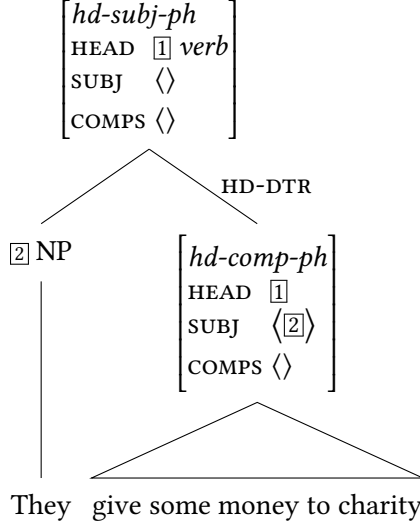 hd-subj-ph
HEAD 1 verb
SUBJ ⟨⟩
COMPS ⟨⟩
HD-DTR
2 NP
hd-comp-ph
HEAD 1
SUBJ ⟨2⟩
COMPS ⟨⟩
They give some money to charity